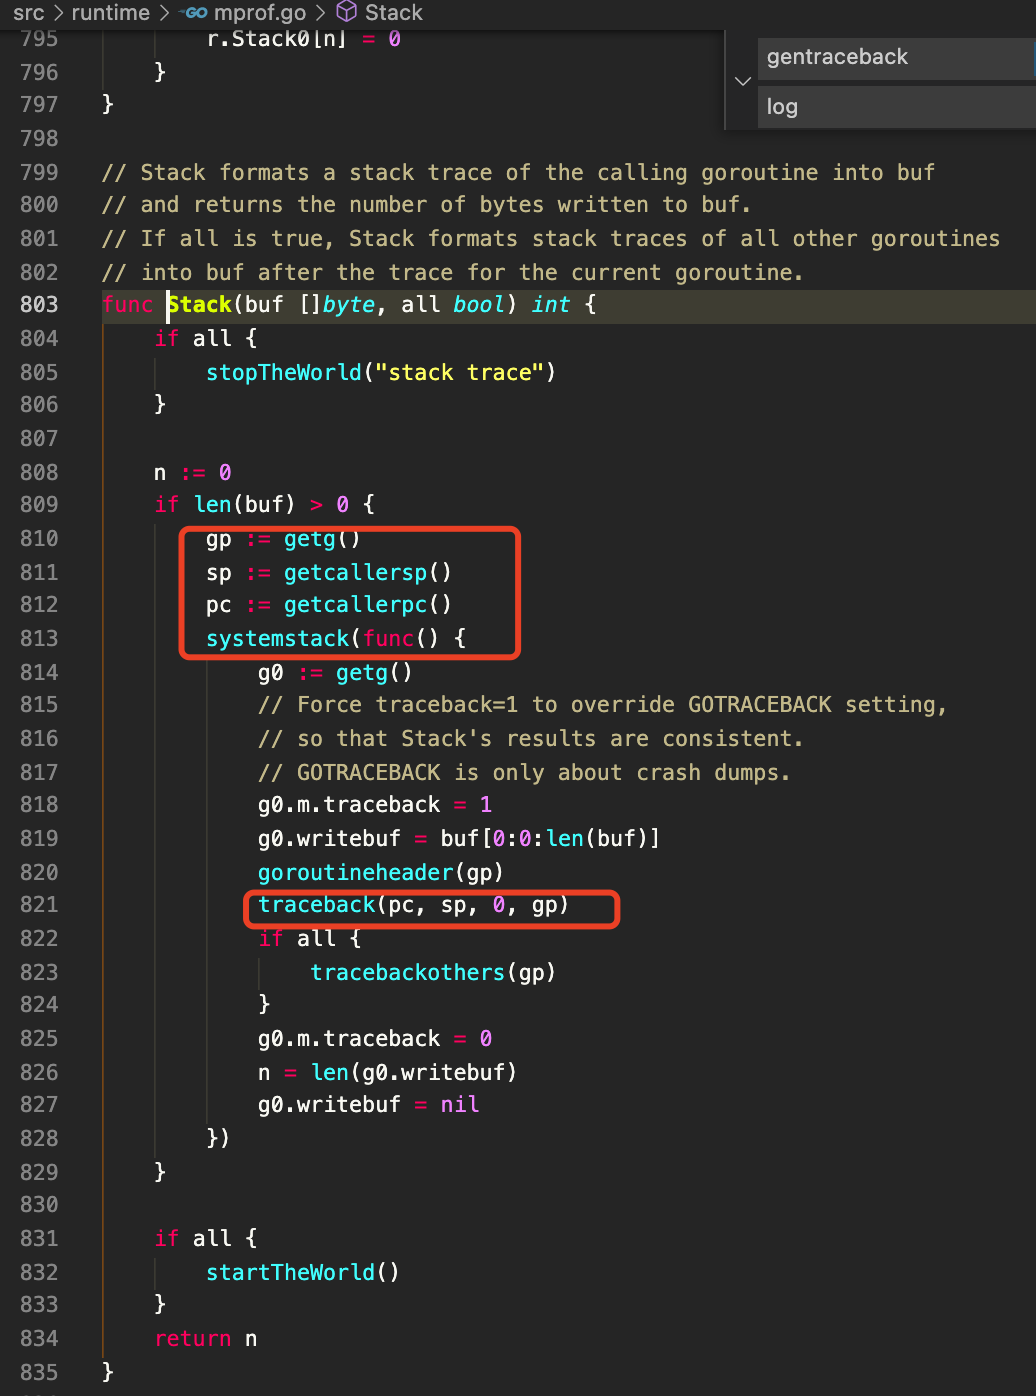 src > runtime > GO mprof.go > Stack
gentraceback
log
795 r.Stack0[n] = 0
796 }
797 }
798
799 // Stack formats a stack trace of the calling goroutine into buf
800 // and returns the number of bytes written to buf.
801 // If all is true, Stack formats stack traces of all other goroutines
802 // into buf after the trace for the current goroutine.
803 func Stack(buf []byte, all bool) int {
804 if all {
805 stopTheWorld("stack trace")
806 }
807
808 n := 0
809 if len(buf) > 0 {
810 gp := getg()
811 sp := getcallersp()
812 pc := getcallerpc()
813 systemstack(func() {
814 g0 := getg()
815 // Force traceback=1 to override GOTRACEBACK setting,
816 // so that Stack's results are consistent.
817 // GOTRACEBACK is only about crash dumps.
818 g0.m.traceback = 1
819 g0.writebuf = buf[0:0:len(buf)]
820 goroutineheader(gp)
821 traceback(pc, sp, 0, gp)
822 if all {
823 tracebackothers(gp)
824 }
825 g0.m.traceback = 0
826 n = len(g0.writebuf)
827 g0.writebuf = nil
828 })
829 }
830
831 if all {
832 startTheWorld()
833 }
834 return n
835 }